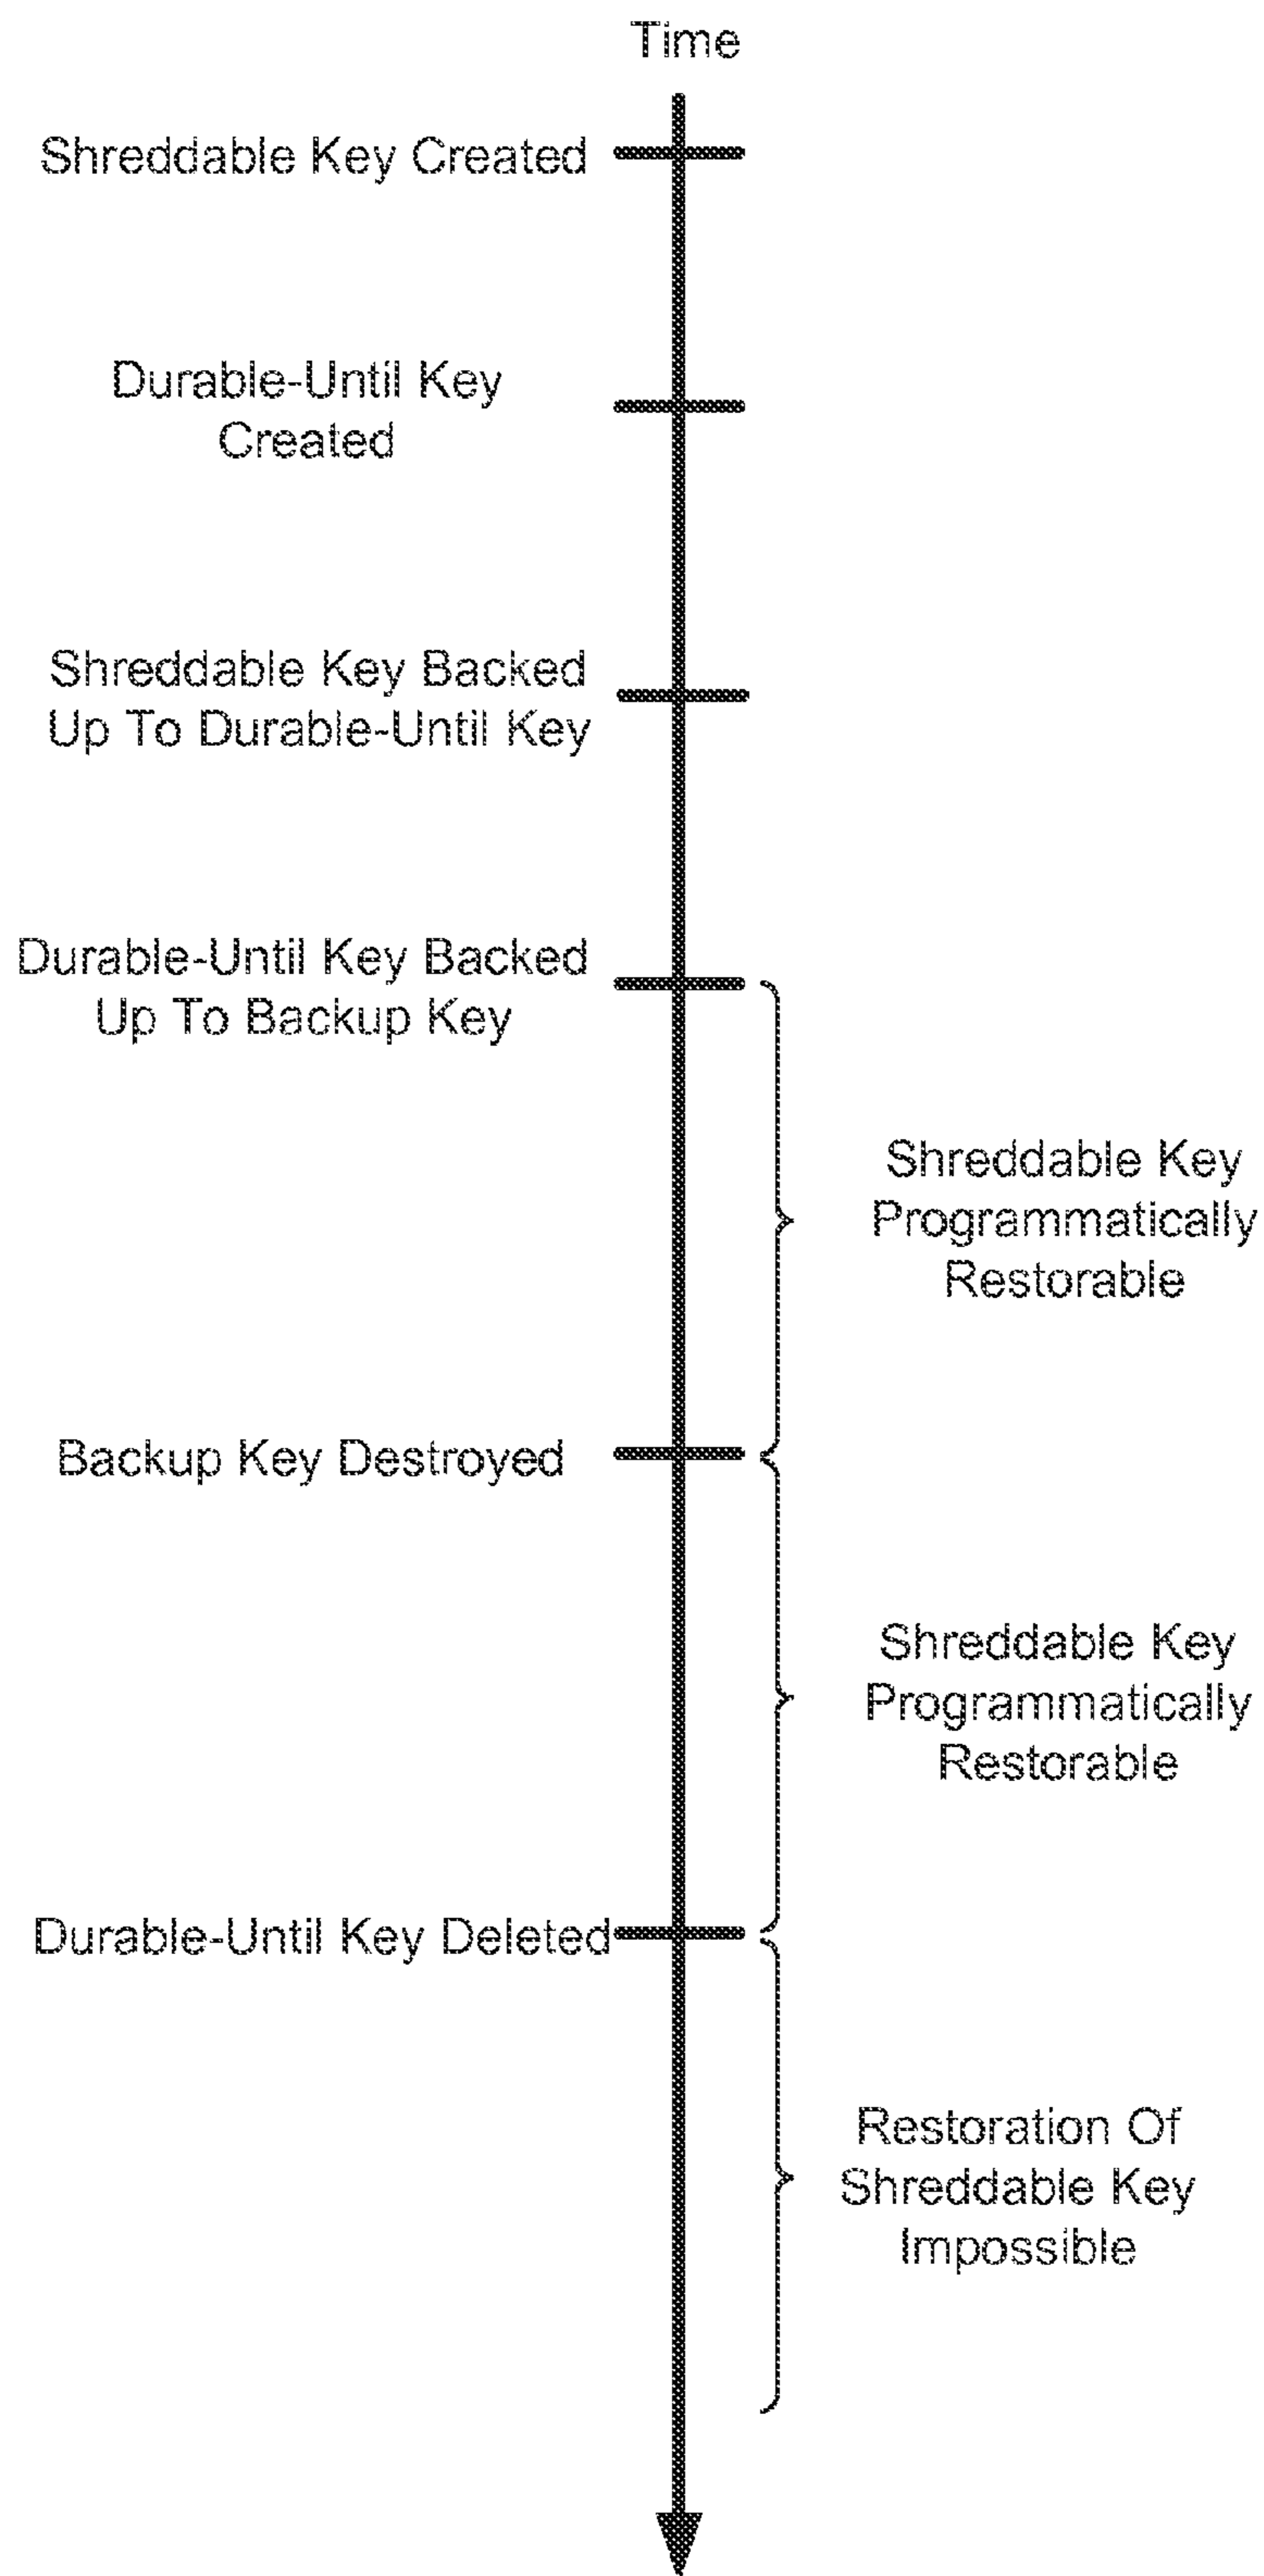 Time
Shreddable Key Created
Durable-Until Key
Created
Shreddable Key Backed
Up To Durable-Until Key
Durable-Until Key Backed
Up To Backup Key
Shreddable Key
Programmatically
Restorable
Backup Key Destroyed
Shreddable Key
Programmatically
Restorable
Durable-Until Key Deleted
Restoration Of
Shreddable Key
Impossible